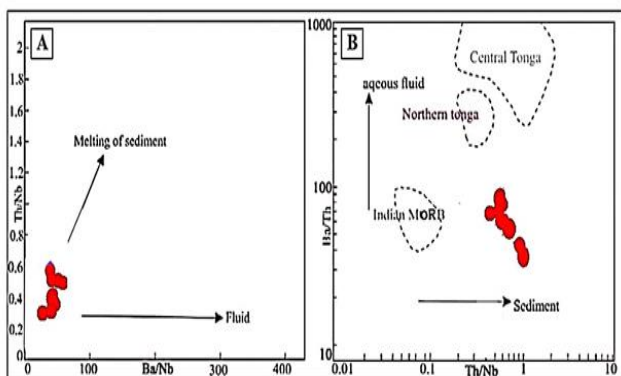 A
2
1.8
1.6
1.4
1.2
1
0.8
0.6
0.4
0.2
0
Th/Nb
Melting of sediment
Fluid
0
100
200
300
400
Ba/Nb
B
1000
100
10
Ba/Th
Central Tonga
aqeous fluid
Northern tonga
Indian MORB
Sediment
0.01
0.1
1
10
Th/Nb